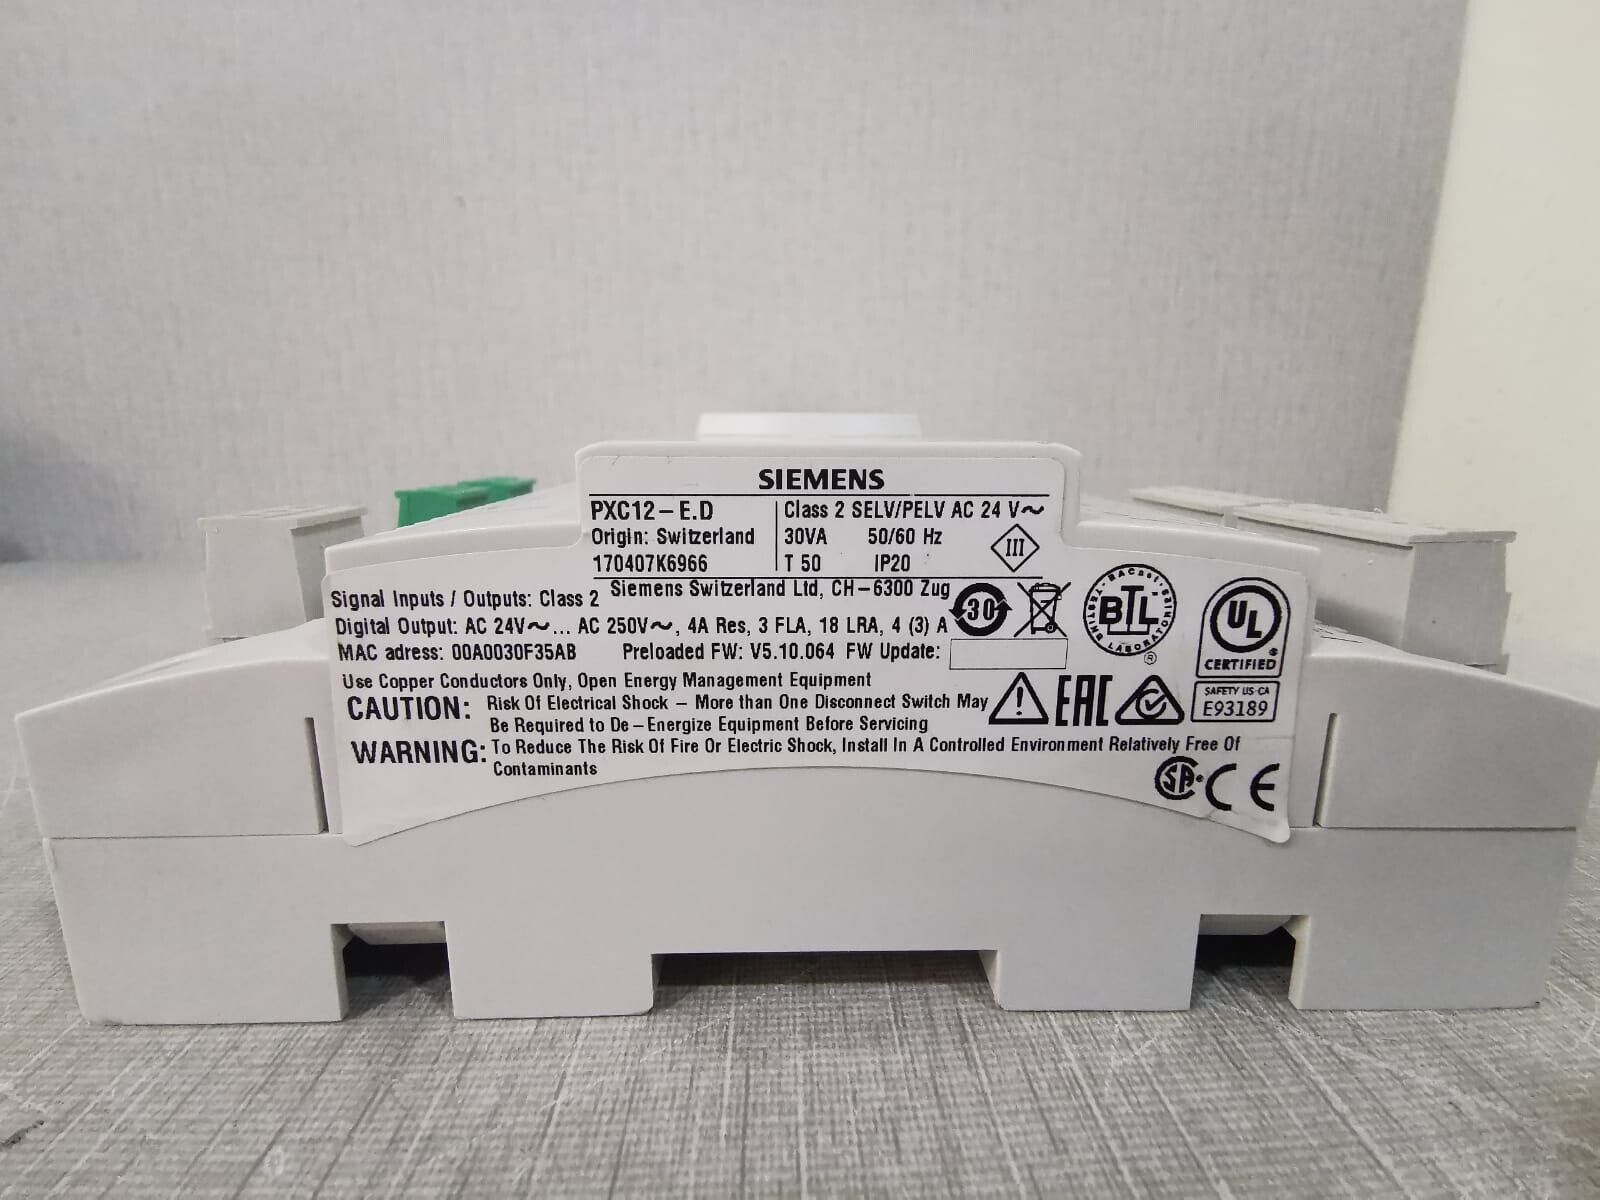 SIEMENS
PXC12-E.D
Origin: Switzerland
170407K6966
Class 2 SELV/PELV AC 24 V~
30VA 50/60 Hz
T 50 IP20
III
Siemens Switzerland Ltd, CH-6300 Zug
Signal Inputs / Outputs: Class 2
Digital Output: AC 24V~... AC 250V~, 4A Res, 3 FLA, 18 LRA, 4 (3) A
MAC adress: 00A0030F35AB Preloaded FW: V5.10.064 FW Update:
30
BACnet
BTL
TESTING LABORATORIES
®
UL
®
CERTIFIED
SAFETY US-CA
E93189
Use Copper Conductors Only, Open Energy Management Equipment
CAUTION: Risk Of Electrical Shock - More than One Disconnect Switch May
Be Required to De-Energize Equipment Before Servicing
EAC
WARNING: To Reduce The Risk Of Fire Or Electric Shock, Install In A Controlled Environment Relatively Free Of
Contaminants
SA
®
CE